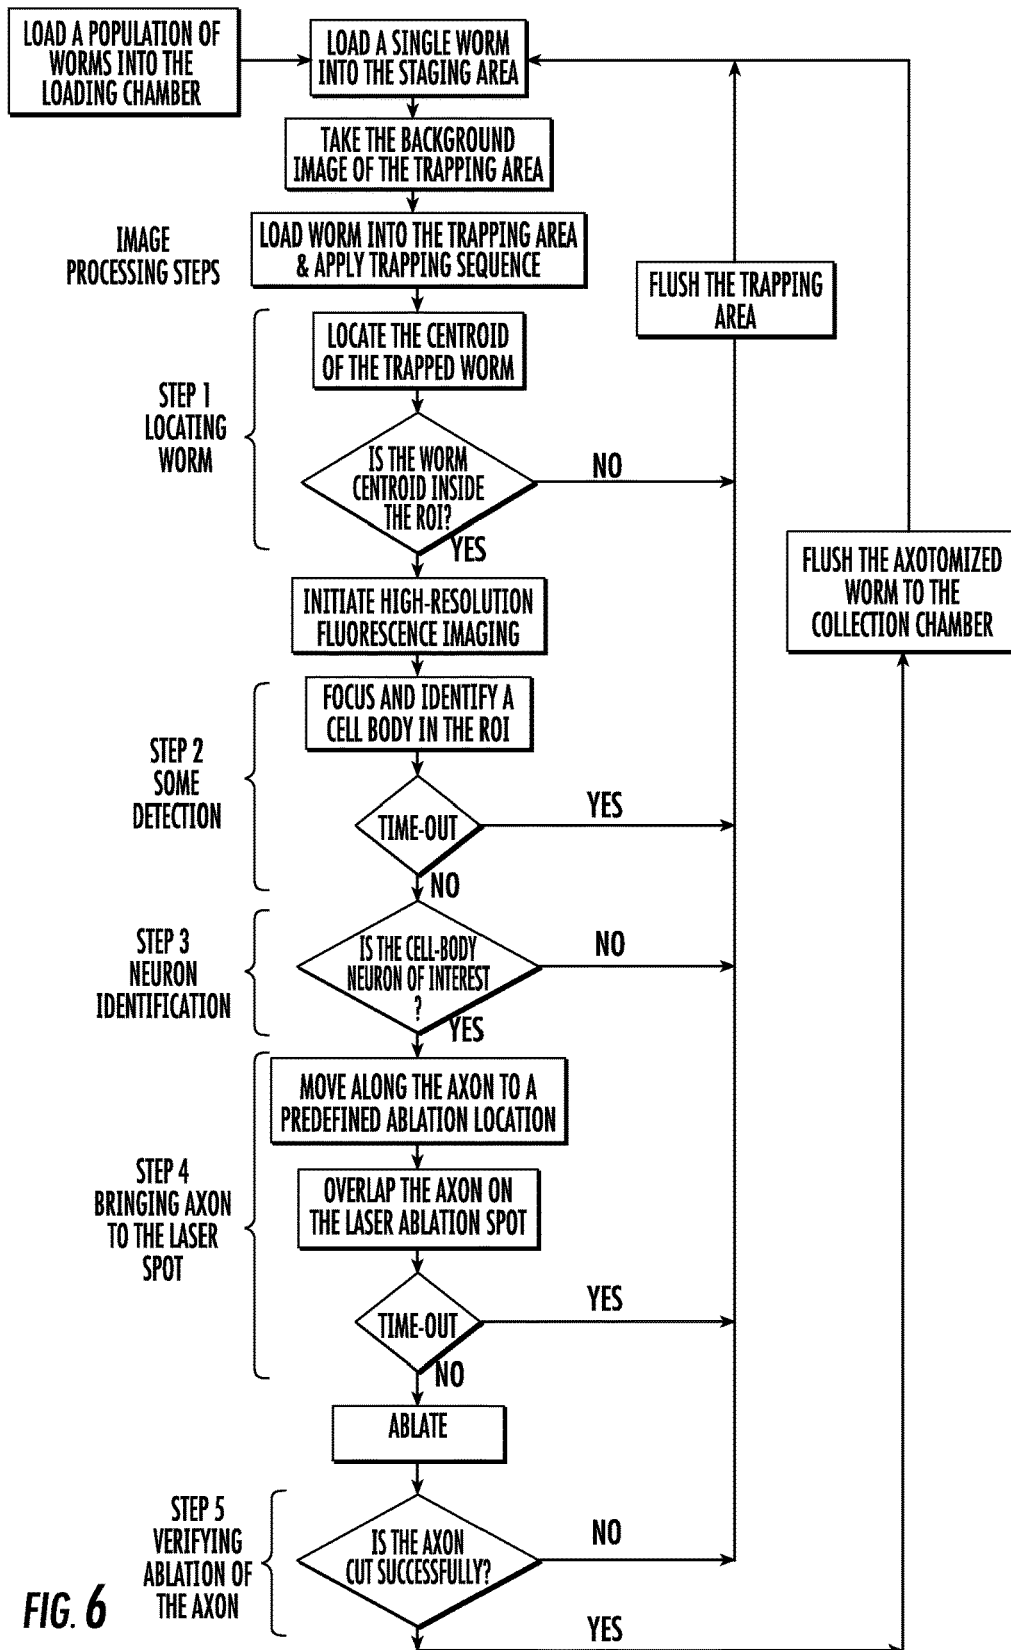 LOAD A POPULATION OF
WORMS INTO THE
LOADING CHAMBER
LOAD A SINGLE WORM
INTO THE STAGING AREA
TAKE THE BACKGROUND
IMAGE OF THE TRAPPING AREA
IMAGE
PROCESSING STEPS
LOAD WORM INTO THE TRAPPING AREA
& APPLY TRAPPING SEQUENCE
FLUSH THE TRAPPING
AREA
STEP 1
LOCATING
WORM
LOCATE THE CENTROID
OF THE TRAPPED WORM
IS THE WORM
CENTROID INSIDE
THE ROI?
NO
YES
INITIATE HIGH-RESOLUTION
FLUORESCENCE IMAGING
FLUSH THE AXOTOMIZED
WORM TO THE
COLLECTION CHAMBER
STEP 2
SOME
DETECTION
FOCUS AND IDENTIFY A
CELL BODY IN THE ROI
TIME-OUT
YES
NO
STEP 3
NEURON
IDENTIFICATION
IS THE CELL-BODY
NEURON OF INTEREST
?
NO
YES
STEP 4
BRINGING AXON
TO THE LASER
SPOT
MOVE ALONG THE AXON TO A
PREDEFINED ABLATION LOCATION
OVERLAP THE AXON ON
THE LASER ABLATION SPOT
TIME-OUT
YES
NO
ABLATE
STEP 5
VERIFYING
ABLATION OF
THE AXON
IS THE AXON
CUT SUCCESSFULLY?
NO
YES
FIG. 6